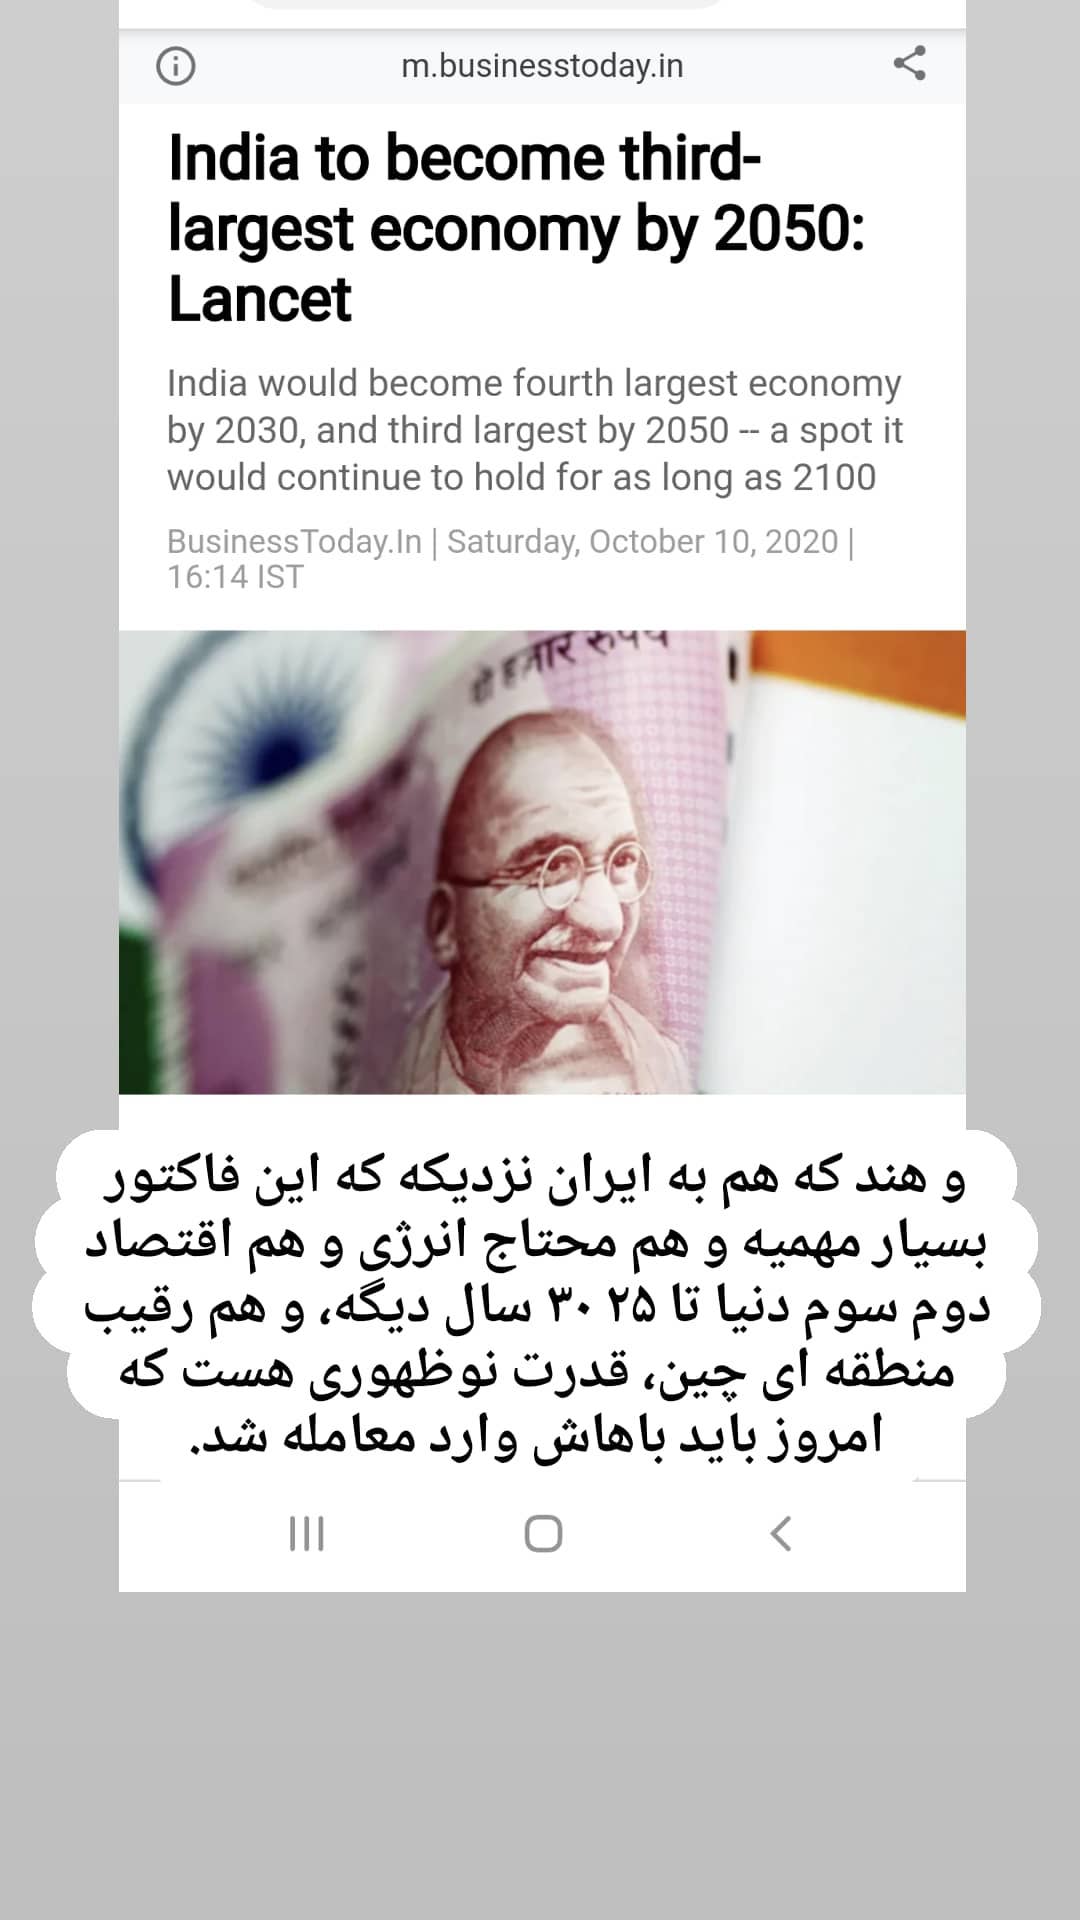 m.businesstoday.in
India to become third-
largest economy by 2050:
Lancet
India would become fourth largest economy
by 2030, and third largest by 2050 -- a spot it
would continue to hold for as long as 2100
BusinessToday.In | Saturday, October 10, 2020 |
16:14 IST
दो हज़ार रुपये
و هند که هم به ایران نزدیکه که این فاکتور
بسیار مهمیه و هم محتاج انرژی و هم اقتصاد
دوم سوم دنیا تا ۲۵ ۳۰ سال دیگه، و هم رقیب
منطقه ای چین، قدرت نوظهوری هست که
امروز باید باهاش وارد معامله شد.